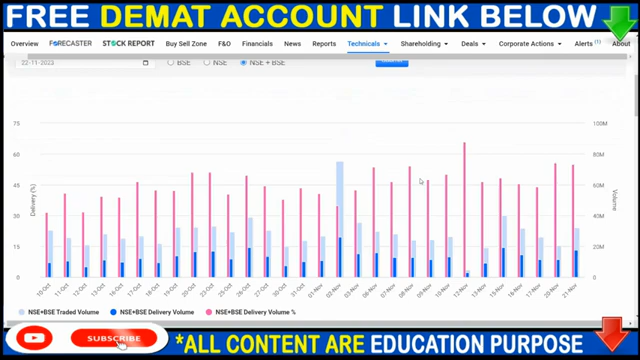 FREE DEMAT ACCOUNT LINK BELOW
Overview FORECASTER STOCK REPORT Buy Sell Zone F&O Financials News Reports Technicals Shareholding Deals Corporate Actions Alerts About
22-11-2023 BSE NSE NSE + BSE
75 100M
60 80M
45 60M
30 40M
15 20M
0 0
Delivery (%)
Volume
10-Oct 11-Oct 12-Oct 13-Oct 16-Oct 17-Oct 18-Oct 19-Oct 20-Oct 23-Oct 25-Oct 26-Oct 27-Oct 30-Oct 31-Oct 01-Nov 02-Nov 03-Nov 06-Nov 07-Nov 08-Nov 09-Nov 10-Nov 12-Nov 13-Nov 15-Nov 16-Nov 17-Nov 20-Nov 21-Nov
NSE+BSE Traded Volume NSE+BSE Delivery Volume NSE+BSE Delivery Volume %
SUBSCRIBE
*ALL CONTENT ARE EDUCATION PURPOSE